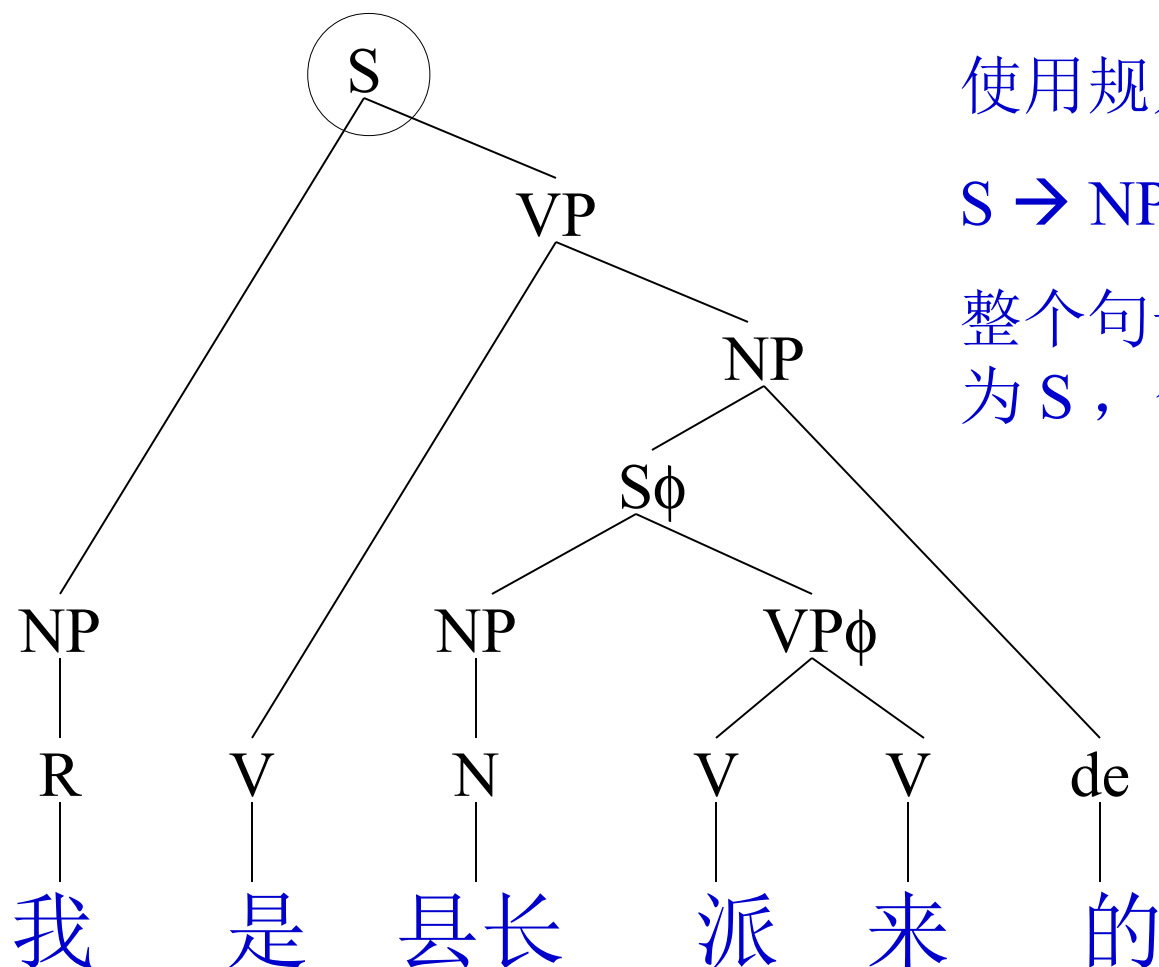 S
使用规
VP
S → NP
整个句
NP
为 S，
Sϕ
NP NP VPϕ
R V N V V de
我 是 县长 派 来 的